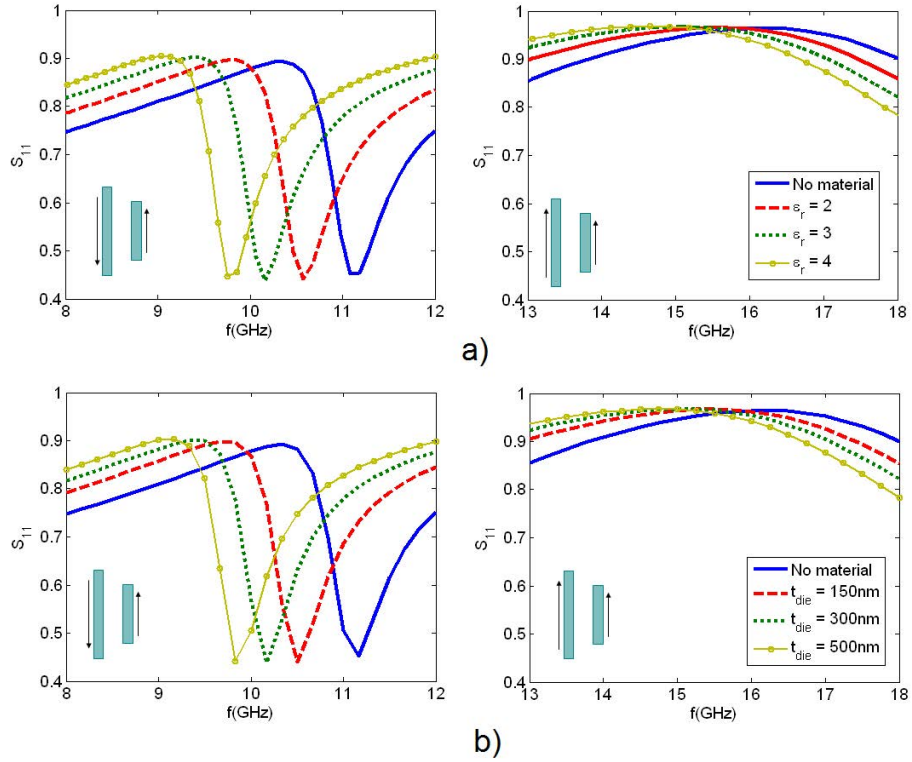 1
0.9
0.8
0.7
0.6
0.5
0.4
S11
8
9
10
11
12
f(GHz)
1
0.9
0.8
0.7
0.6
0.5
0.4
S11
No material
εr = 2
εr = 3
εr = 4
13
14
15
16
17
18
f(GHz)
a)
1
0.9
0.8
0.7
0.6
0.5
0.4
S11
8
9
10
11
12
f(GHz)
1
0.9
0.8
0.7
0.6
0.5
0.4
S11
No material
tdie = 150nm
tdie = 300nm
tdie = 500nm
13
14
15
16
17
18
f(GHz)
b)